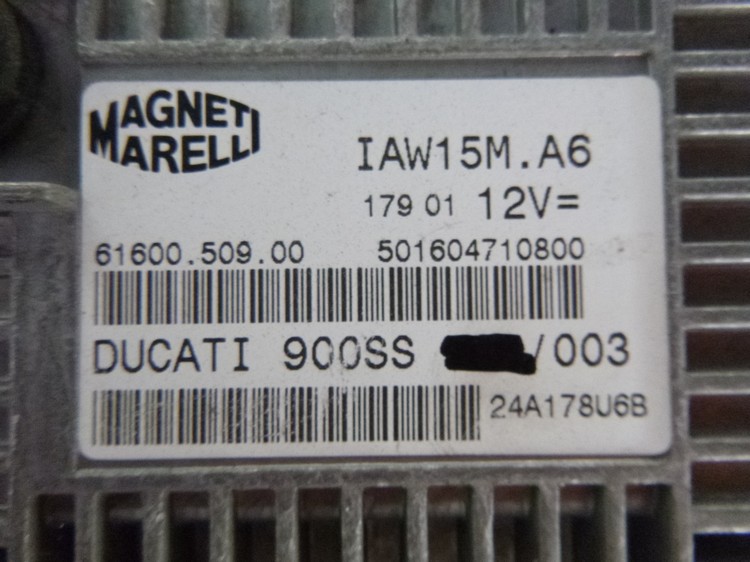 MAGNETI
MARELLI
IAW15M.A6
179 01 12V=
61600.509.00 501604710800
DUCATI 900SS /003
24A178U6B